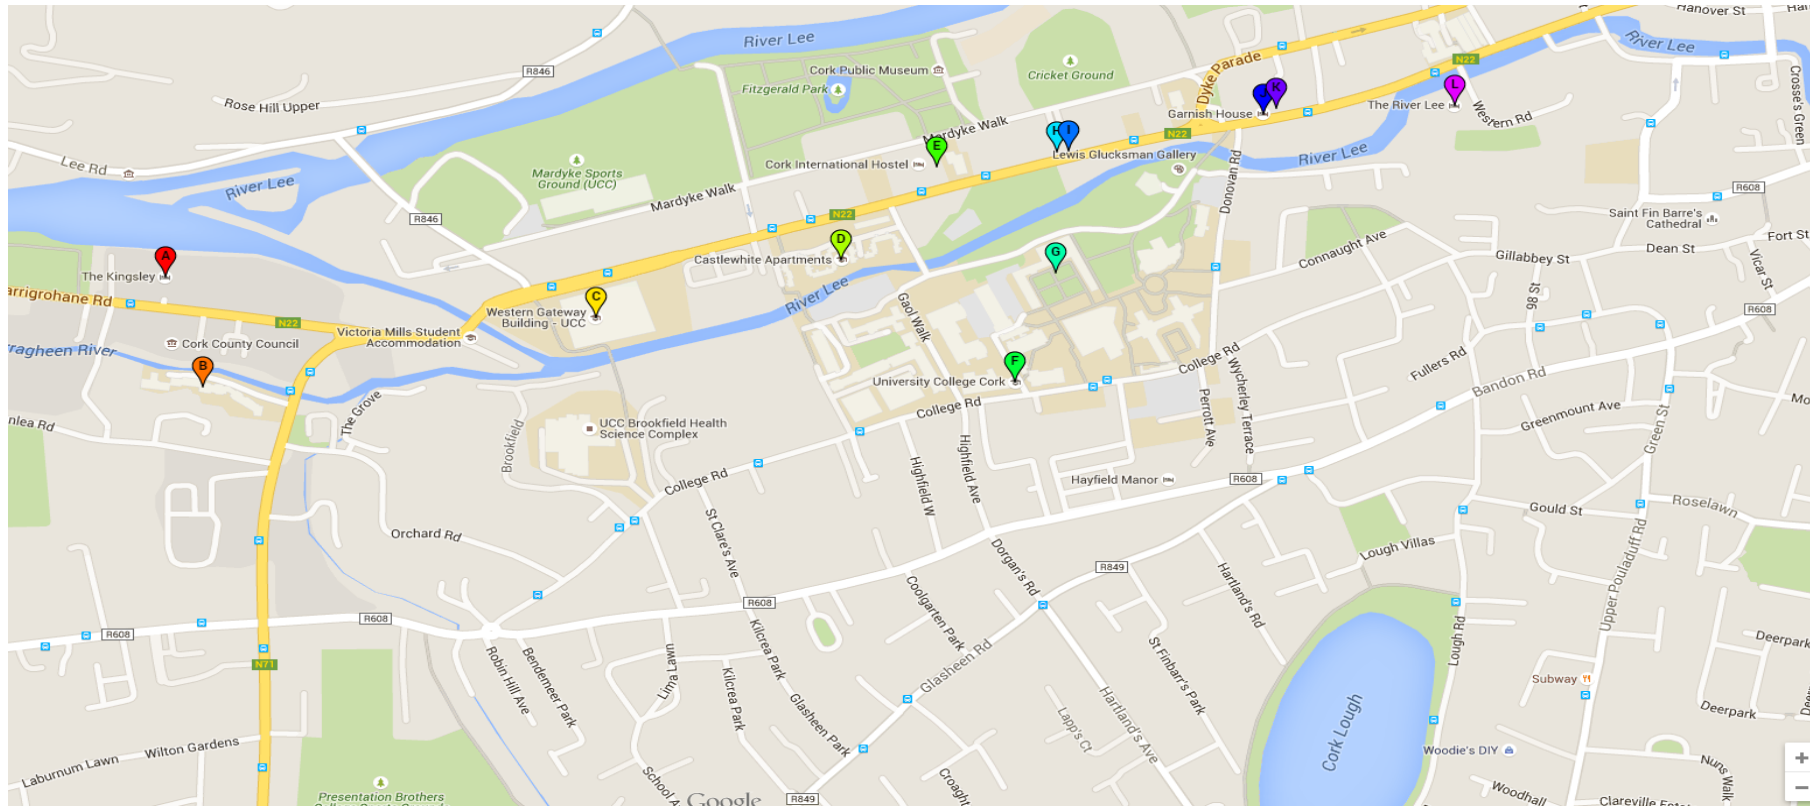 Hanover St
River Lee
River Lee
N22
Crosse's Green
Dyke Parade
Cork Public Museum
Cricket Ground
R846
Fitzgerald Park
Rose Hill Upper
K
J
L
Garnish House
The River Lee
Western Rd
Mardyke Walk
H
I
N22
E
Lewis Glucksman Gallery
River Lee
Lee Rd
Cork International Hostel
Mardyke Sports
Ground (UCC)
River Lee
Donovan Rd
R608
Mardyke Walk
R846
N22
Saint Fin Barre's
Cathedral
Fort St
Connaught Ave
Dean St
D
Castlewhite Apartments
G
Gillabbey St
Vicar St
A
The Kingsley
98 St
arrigrohane Rd
River Lee
C
Western Gateway
Building - UCC
Gaol Walk
R608
N22
Victoria Mills Student
Accommodation
Cork County Council
rragheen River
B
F
University College Cork
College Rd
Wycherley Terrace
Perrott Ave
Fullers Rd
Bandon Rd
College Rd
Greenmount Ave
Green St
Mo
nlea Rd
The Grove
UCC Brookfield Health
Science Complex
Brookfield
College Rd
Highfield W
Highfield Ave
Hayfield Manor
R608
Roselawn
Gould St
St Clare's Ave
Orchard Rd
Lough Villas
Upper Pouladuff Rd
Dorgan's Rd
R849
Hartland's Rd
R608
R608
R608
Coolgarten Park
Kilcrea Park
St Finbarr's Park
Lough Rd
Deerpark
Robin Hill Ave
Bendemeer Park
Lima Lawn
Glasheen Rd
N71
Subway
Kilcrea Park
Glasheen Park
Hartland's Ave
Lapp's Ct
Deerpark
Cork Lough
Wilton Gardens
Woodie's DIY
Laburnum Lawn
School A
Croaght
Nuns Walk
+
Presentation Brothers
Google
R849
Woodhall
−
Clareville Estat